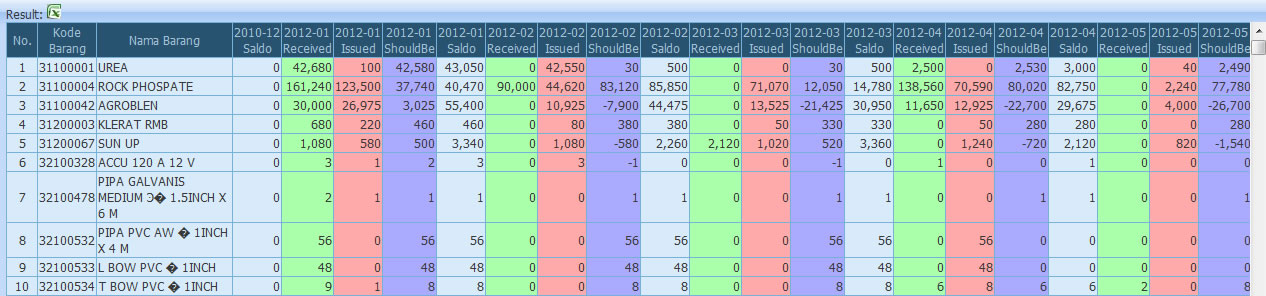 Result:
No. Kode Barang Nama Barang 2010-12 Saldo 2012-01 Received 2012-01 Issued 2012-01 ShouldBe 2012-01 Saldo 2012-02 Received 2012-02 Issued 2012-02 ShouldBe 2012-02 Saldo 2012-03 Received 2012-03 Issued 2012-03 ShouldBe 2012-03 Saldo 2012-04 Received 2012-04 Issued 2012-04 ShouldBe 2012-04 Saldo 2012-05 Received 2012-05 Issued 2012-05 ShouldBe
1 31100001 UREA 0 42,680 100 42,580 43,050 0 42,550 30 500 0 0 30 500 2,500 0 2,530 3,000 0 40 2,490
2 31100004 ROCK PHOSPATE 0 161,240 123,500 37,740 40,470 90,000 44,620 83,120 85,850 0 71,070 12,050 14,780 138,560 70,590 80,020 82,750 0 2,240 77,780
3 31100042 AGROBLEN 0 30,000 26,975 3,025 55,400 0 10,925 -7,900 44,475 0 13,525 -21,425 30,950 11,650 12,925 -22,700 29,675 0 4,000 -26,700
4 31200003 KLERAT RMB 0 680 220 460 460 0 80 380 380 0 50 330 330 0 50 280 280 0 0 280
5 31200067 SUN UP 0 1,080 580 500 3,340 0 1,080 -580 2,260 2,120 1,020 520 3,360 0 1,240 -720 2,120 0 820 -1,540
6 32100328 ACCU 120 A 12 V 0 3 1 2 3 0 3 -1 0 0 0 -1 0 1 0 0 1 0 0 0
7 32100478 PIPA GALVANIS MEDIUM Э� 1.5INCH X 6 M 0 2 1 1 1 0 0 1 1 0 0 1 1 0 0 1 1 0 0 1
8 32100532 PIPA PVC AW � 1INCH X 4 M 0 56 0 56 56 0 0 56 56 0 0 56 56 0 56 0 0 0 0 0
9 32100533 L BOW PVC � 1INCH 0 48 0 48 48 0 0 48 48 0 0 48 48 0 48 0 0 0 0 0
10 32100534 T BOW PVC � 1INCH 0 9 1 8 8 0 0 8 8 0 0 8 8 6 8 6 6 2 0 8